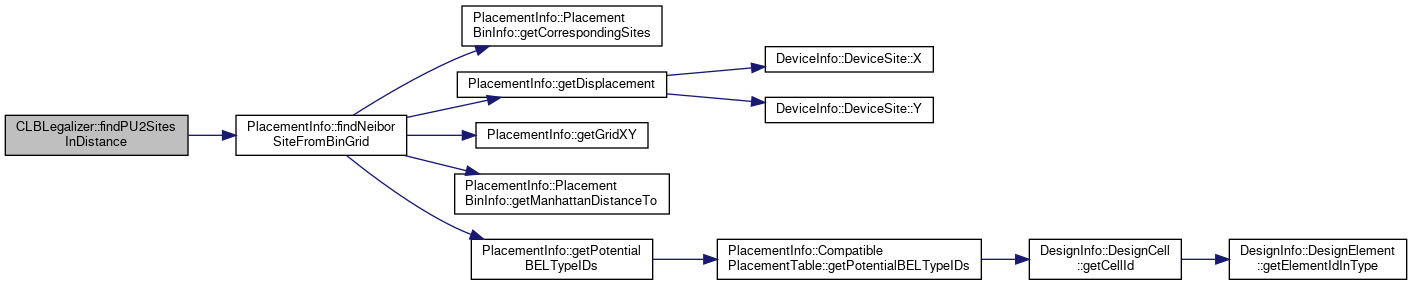 CLBLegalizer::findPU2Sites
InDistance
PlacementInfo::findNeibor
SiteFromBinGrid
PlacementInfo::Placement
BinInfo::getCorrespondingSites
PlacementInfo::getDisplacement
DeviceInfo::DeviceSite::X
DeviceInfo::DeviceSite::Y
PlacementInfo::getGridXY
PlacementInfo::Placement
BinInfo::getManhattanDistanceTo
PlacementInfo::getPotential
BELTypeIDs
PlacementInfo::Compatible
PlacementTable::getPotentialBELTypeIDs
DesignInfo::DesignCell
::getCellId
DesignInfo::DesignElement
::getElementIdInType